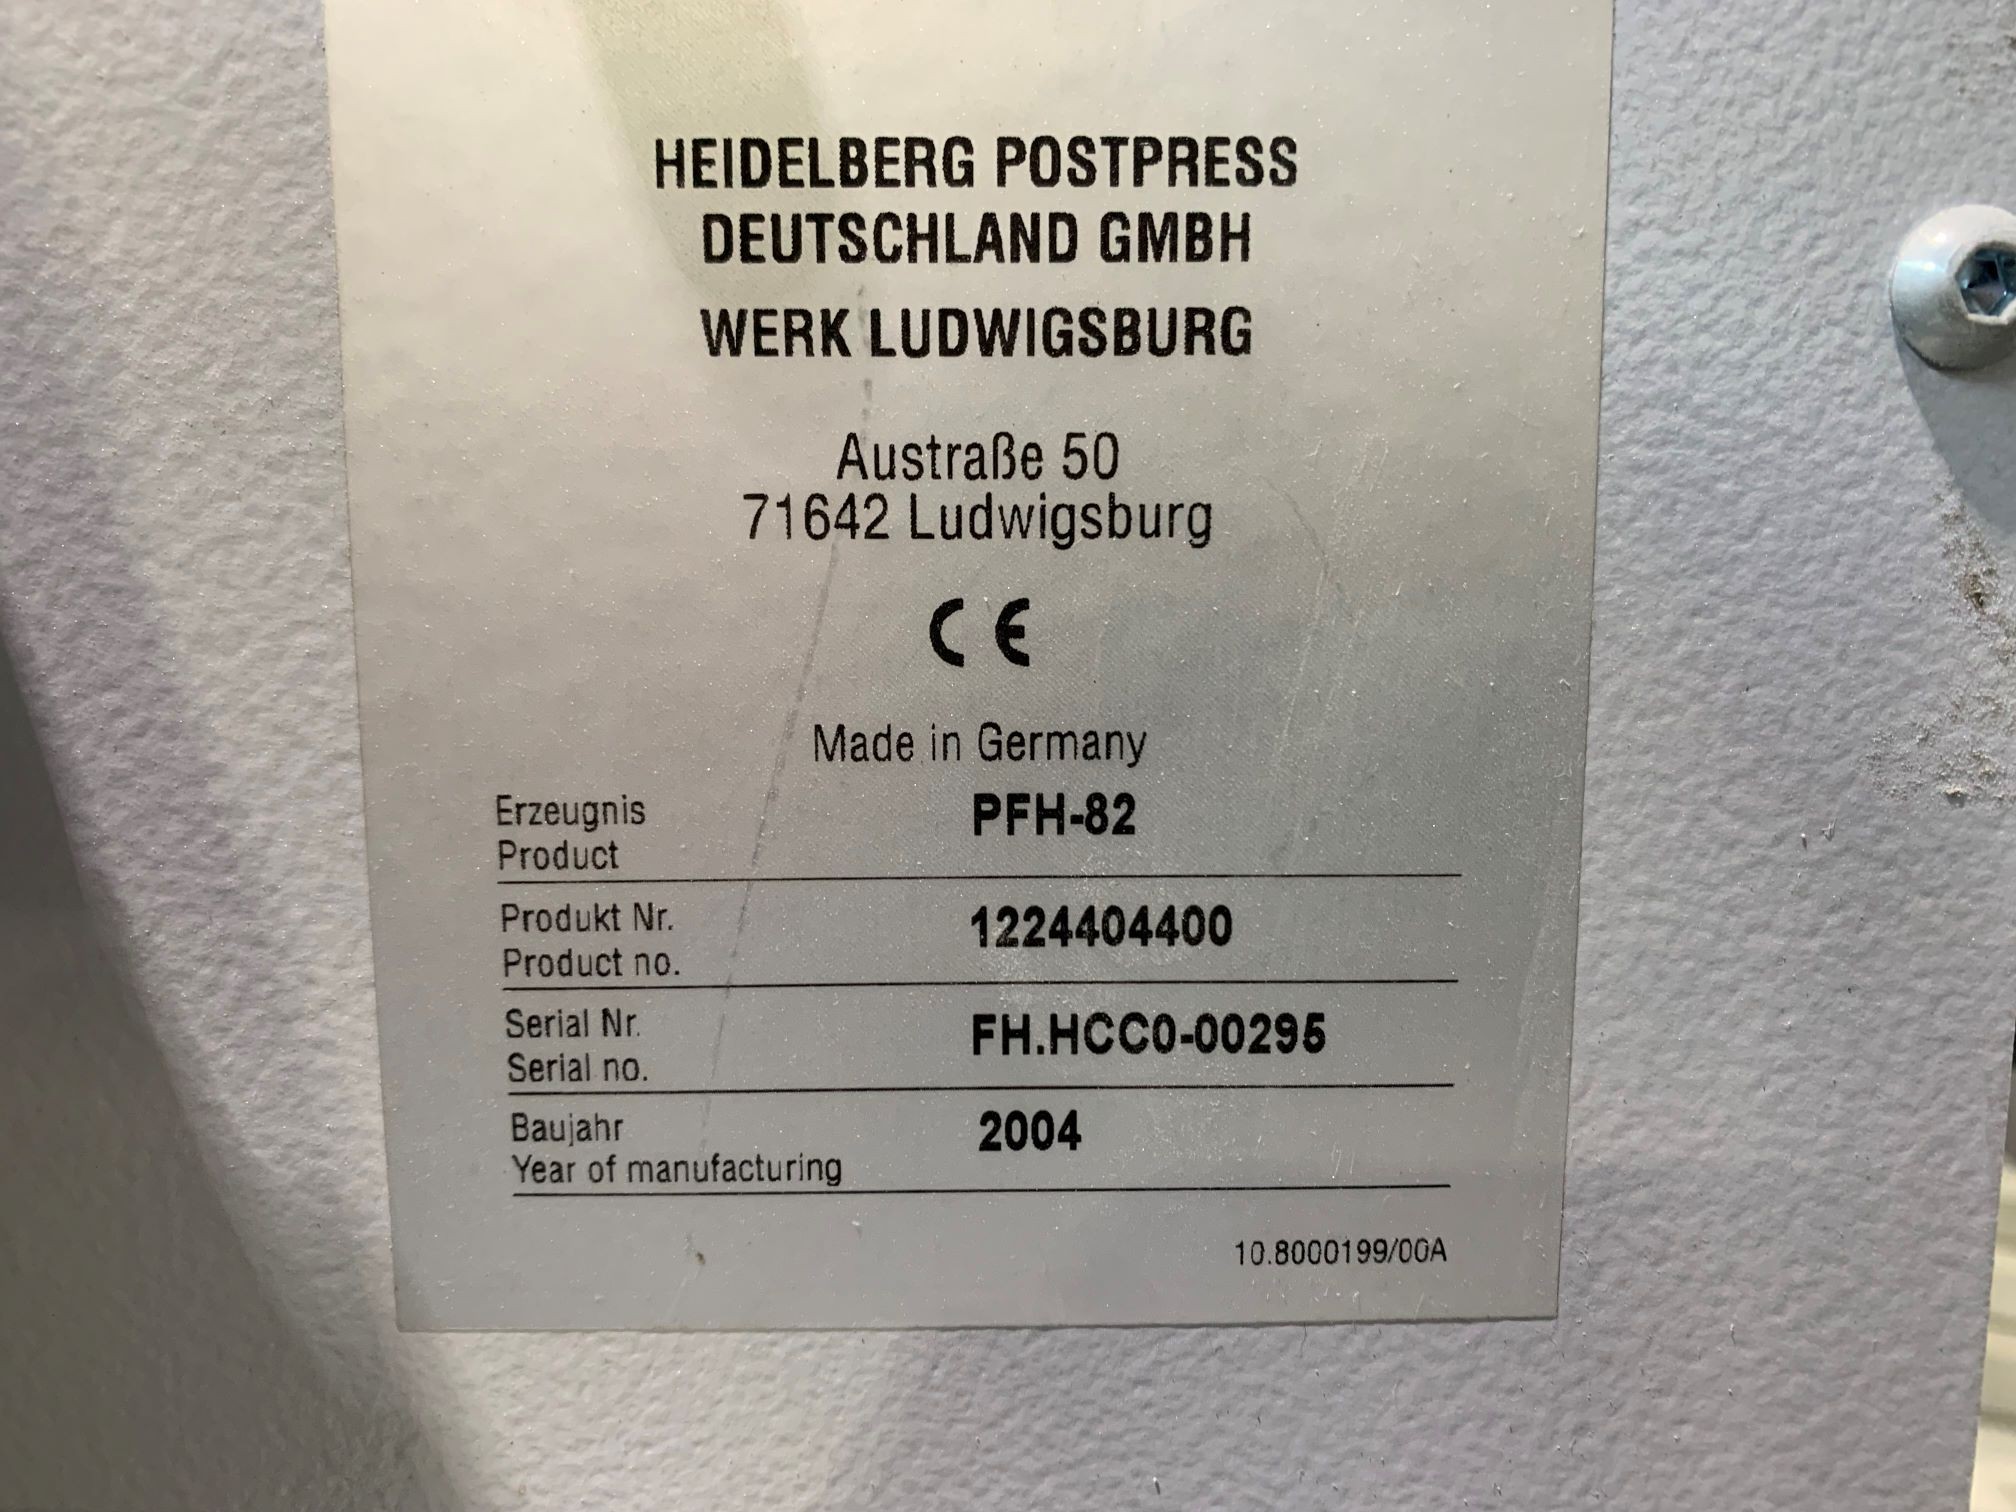 HEIDELBERG POSTPRESS
DEUTSCHLAND GMBH
WERK LUDWIGSBURG
Austraße 50
71642 Ludwigsburg
CE
Made in Germany
Erzeugnis PFH-82
Product
Produkt Nr. 1224404400
Product no.
Serial Nr. FH.HCC0-00295
Serial no.
Baujahr 2004
Year of manufacturing
10.8000199/00A